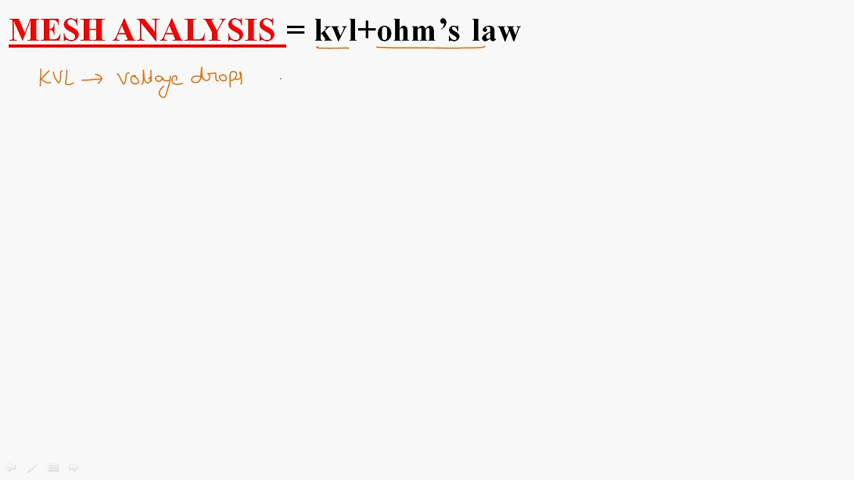 MESH ANALYSIS = kvl+ohm’s law
KVL → voltage drops